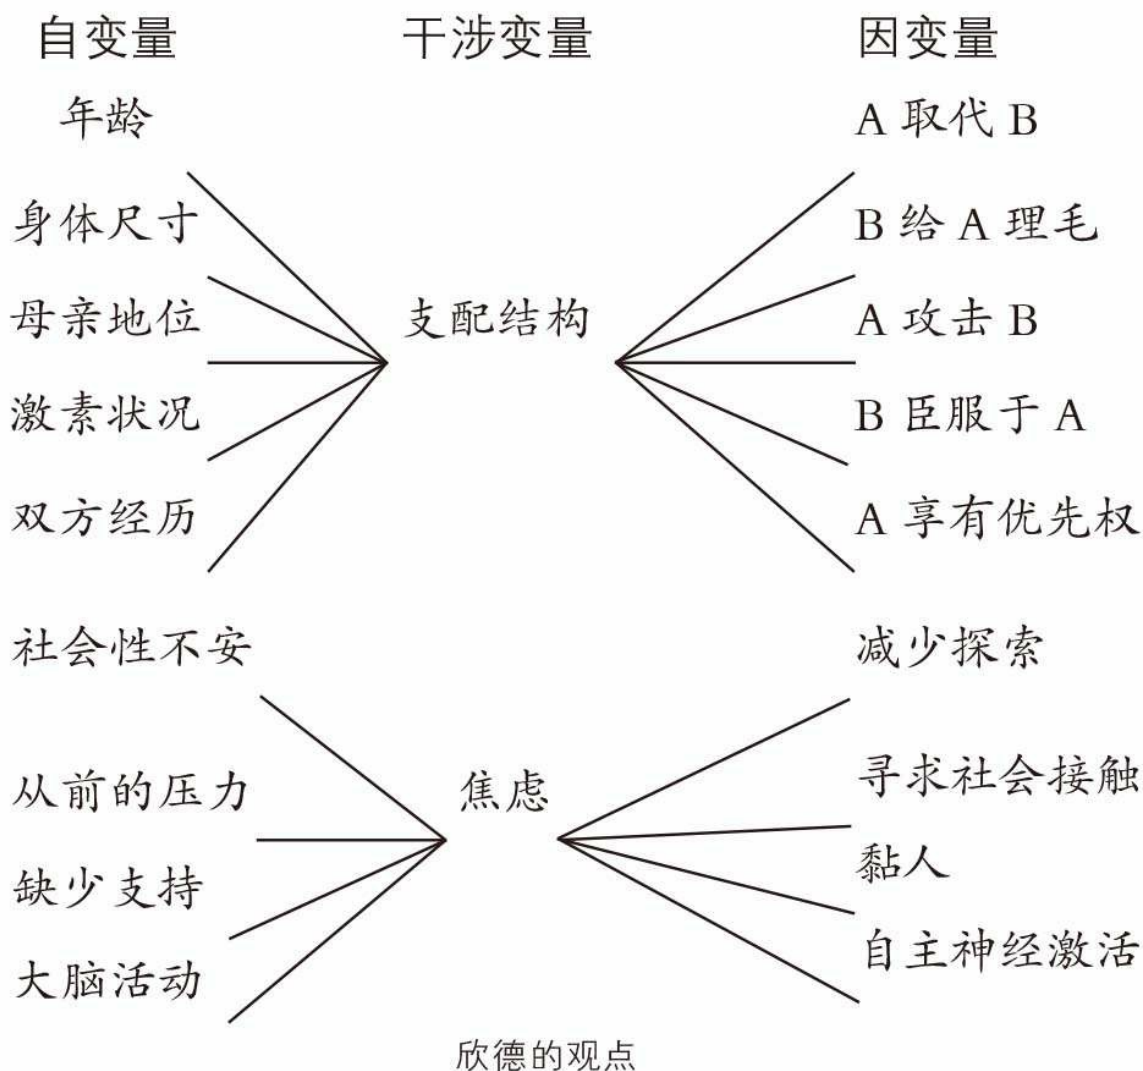 自变量 干涉变量 因变量
年龄 A 取代 B
身体尺寸 B 给 A 理毛
母亲地位 支配结构 A 攻击 B
激素状况 B 臣服于 A
双方经历 A 享有优先权
社会性不安 减少探索
从前的压力 焦虑 寻求社会接触
缺少支持 黏人
大脑活动 自主神经激活
欣德的观点